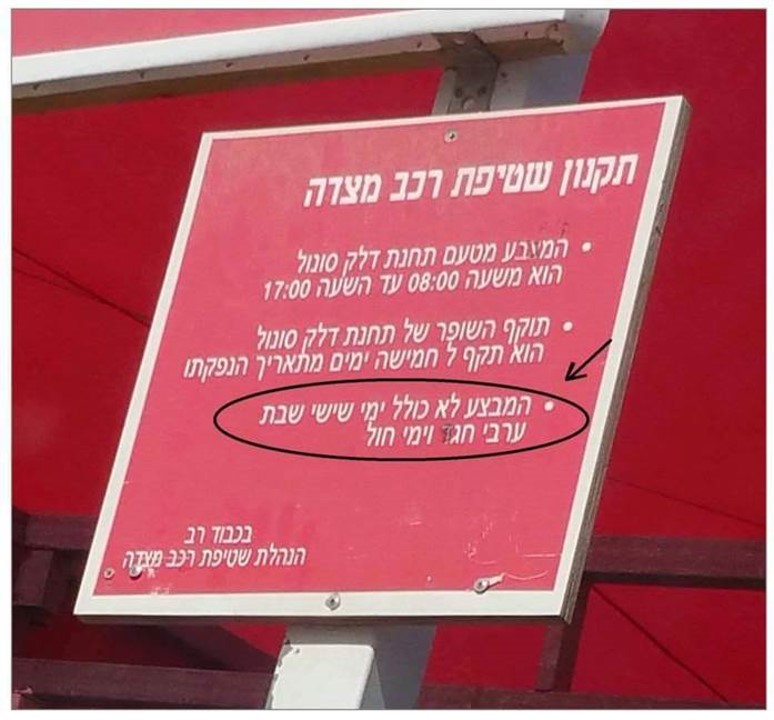 תקנון שטיפת רכב מצדה
• המצבע מטעם תחנת דלק סונול
הוא משעה 08:00 עד השעה 17:00
• תוקף השופר של תחנת דלק סונול
הוא תקף ל חמישה ימים מתאריך הנפקתו
• המבצע לא כולל ימי שישי שבת
ערבי חג וימי חול
בכבוד רב
הנהלת שטיפת רכב מצדה